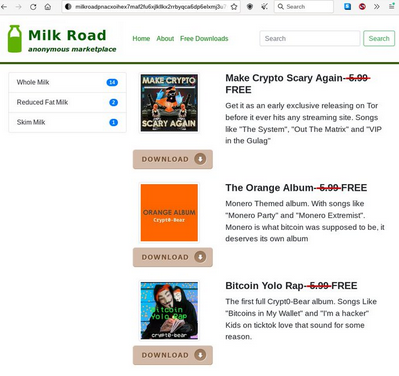 Search
Milk Road
anonymous marketplace
Home About Free Downloads
Search Search
Whole Milk 14
Reduced Fat Milk 2
Skim Milk 1
MAKE CRYPTO
SCARY AGAIN
Make Crypto Scary Again- 5.99 -
FREE
Get it as an early exclusive releasing on Tor
before it ever hits any streaming site. Songs
like "The System", "Out The Matrix" and "VIP
in the Gulag"
DOWNLOAD
ORANGE ALBUM
Crypt0-Bear
The Orange Album- 5.99 -FREE
Monero Themed album. With songs like
"Monero Party" and "Monero Extremist".
Monero is what bitcoin was supposed to be, it
deserves its own album
DOWNLOAD
Bitcoin
Yolo Rap
crypt0-bear
Bitcoin Yolo Rap- 5.99 -FREE
The first full Crypt0-Bear album. Songs Like
"Bitcoins in My Wallet" and "I'm a hacker"
Kids on ticktok love that sound for some
reason.
DOWNLOAD